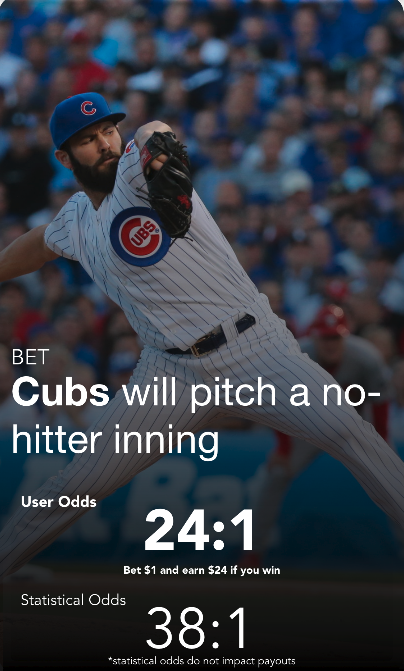 C
CUBS
BET
Cubs will pitch a no-
hitter inning
User Odds
24:1
Bet $1 and earn $24 if you win
Statistical Odds
38:1
*statistical odds do not impact payouts